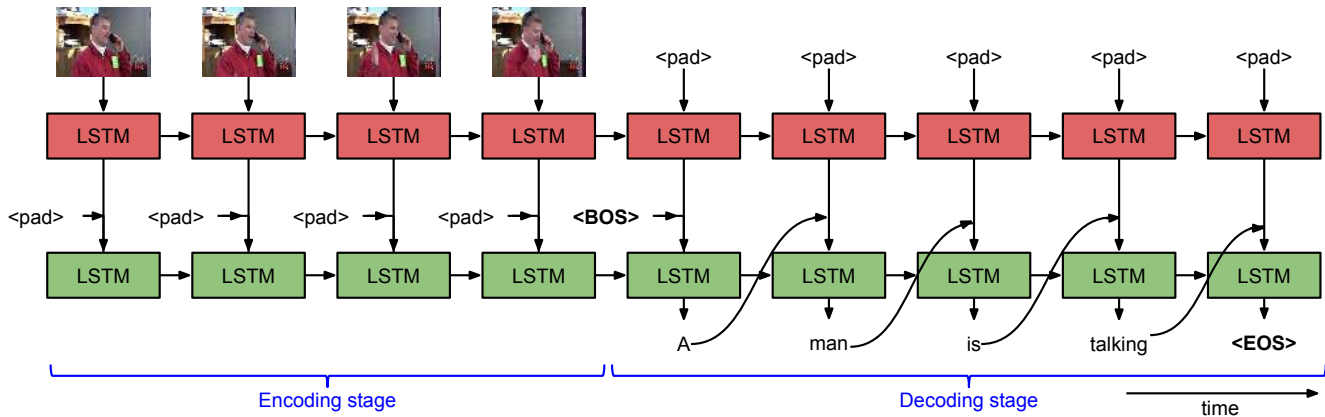 <pad> <pad> <pad> <pad> <pad>
LSTM LSTM LSTM LSTM LSTM LSTM LSTM LSTM LSTM
<pad> <pad> <pad> <pad> <BOS>
LSTM LSTM LSTM LSTM LSTM LSTM LSTM LSTM LSTM
A man is talking <EOS>
Encoding stage Decoding stage
time